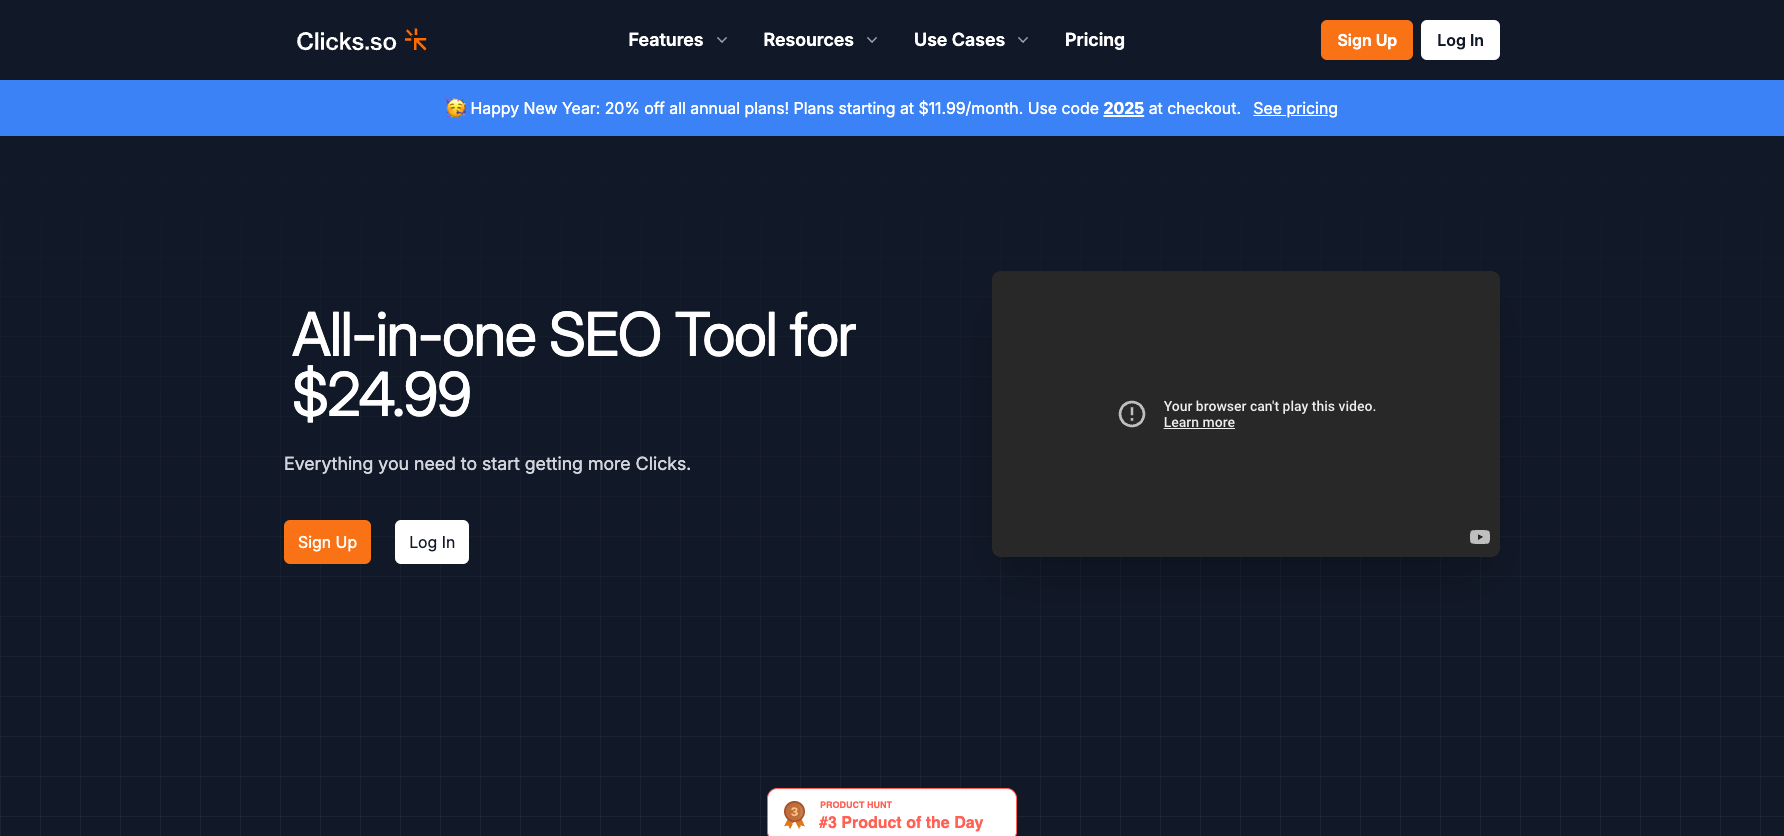 Clicks.so
Features
Resources
Use Cases
Pricing
Sign Up
Log In
🥳 Happy New Year: 20% off all annual plans! Plans starting at $11.99/month. Use code 2025 at checkout. See pricing
All-in-one SEO Tool for
$24.99
Everything you need to start getting more Clicks.
Sign Up
Log In
Your browser can't play this video.
Learn more
3
PRODUCT HUNT
#3 Product of the Day